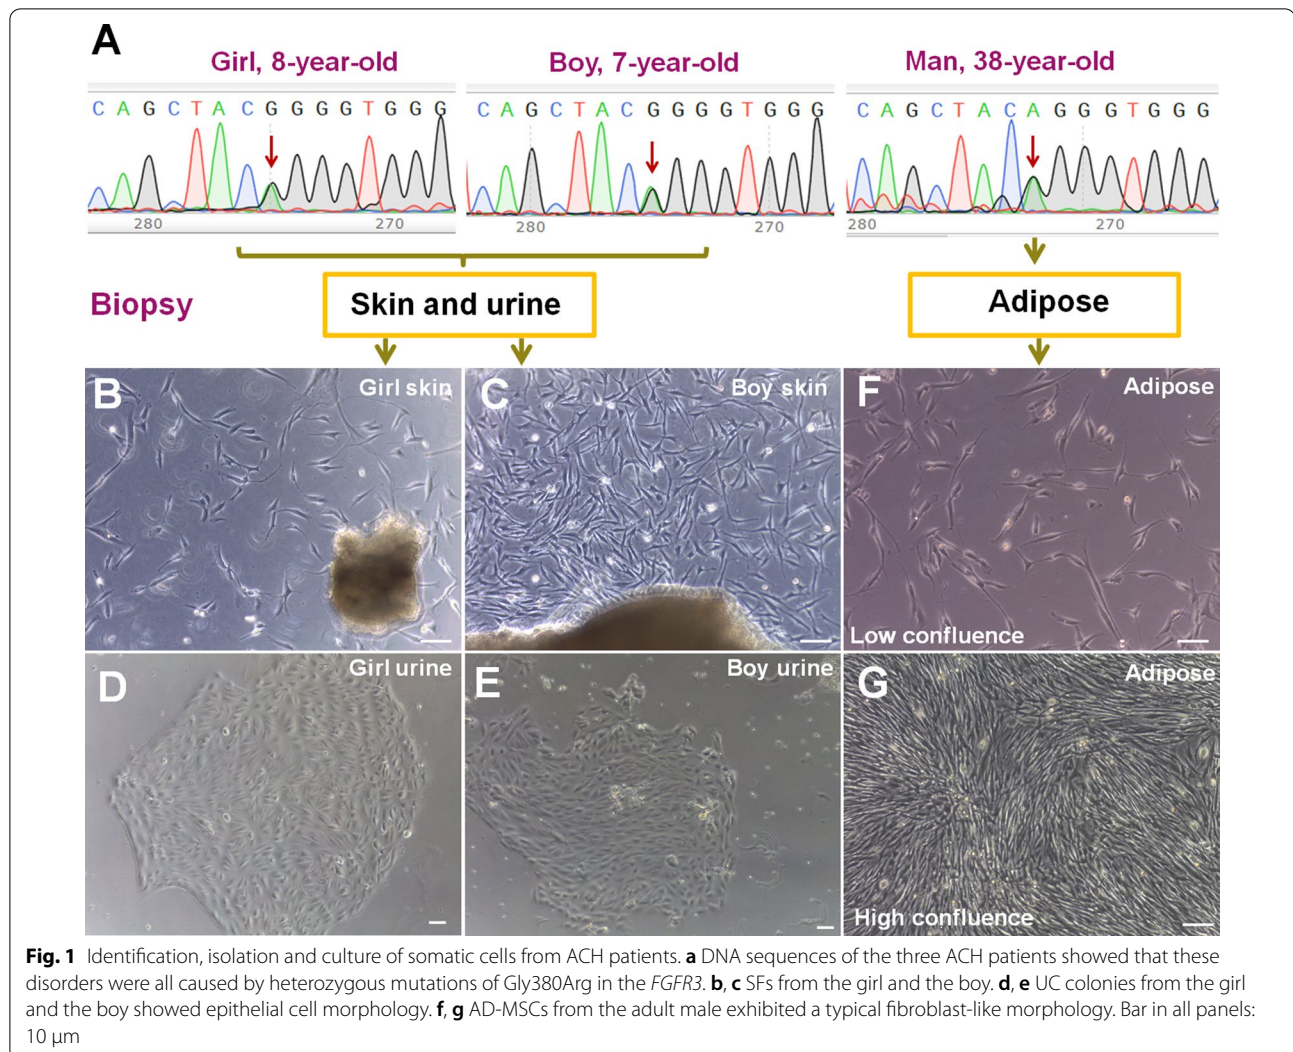 A
Girl, 8-year-old
Boy, 7-year-old
Man, 38-year-old
C A G C T A C G G G G T G G G
C A G C T A C G G G G T G G G
C A G C T A C A G G G T G G G
280 270
280 270
280 270
Biopsy
Skin and urine
Adipose
B
Girl skin
C
Boy skin
F
Adipose
Low confluence
D
Girl urine
E
Boy urine
G
Adipose
High confluence
Fig. 1 Identification, isolation and culture of somatic cells from ACH patients. a DNA sequences of the three ACH patients showed that these
disorders were all caused by heterozygous mutations of Gly380Arg in the FGFR3. b, c SFs from the girl and the boy. d, e UC colonies from the girl
and the boy showed epithelial cell morphology. f, g AD-MSCs from the adult male exhibited a typical fibroblast-like morphology. Bar in all panels:
10 μm